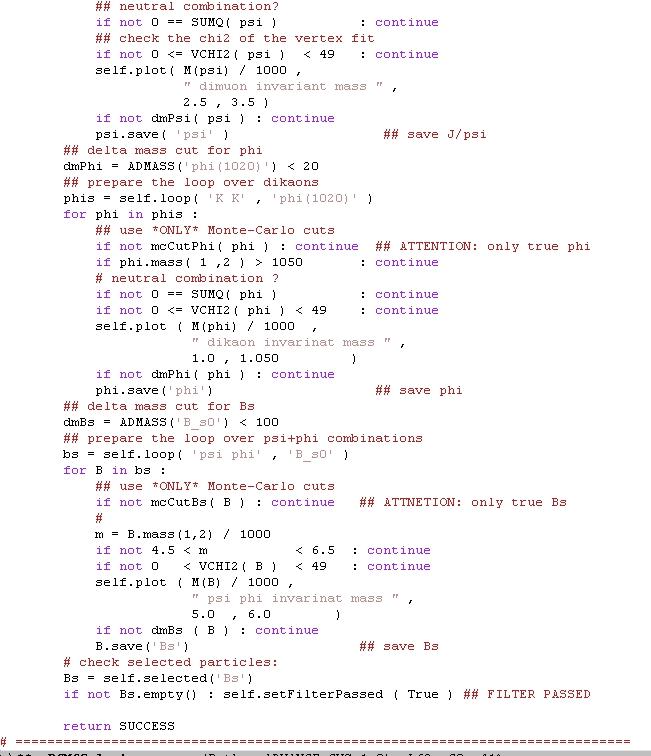 ## neutral combination?
if not 0 == SUMQ( psi ) : continue
## check the chi2 of the vertex fit
if not 0 <= VCHI2( psi ) < 49 : continue
self.plot( M(psi) / 1000 ,
" dimuon invariant mass " ,
2.5 , 3.5 )
if not dmPsi( psi ) : continue
psi.save( 'psi' ) ## save J/psi
## delta mass cut for phi
dmPhi = ADMASS('phi(1020)') < 20
## prepare the loop over dikaons
phis = self.loop( 'K K' , 'phi(1020)' )
for phi in phis :
## use *ONLY* Monte-Carlo cuts
if not mcCutPhi( phi ) : continue ## ATTENTION: only true phi
if phi.mass( 1 ,2 ) > 1050 : continue
# neutral combination ?
if not 0 == SUMQ( phi ) : continue
if not 0 <= VCHI2( phi ) < 49 : continue
self.plot ( M(phi) / 1000 ,
" dikaon invarinat mass " ,
1.0 , 1.050 )
if not dmPhi( phi ) : continue
phi.save('phi') ## save phi
## delta mass cut for Bs
dmBs = ADMASS('B_s0') < 100
## prepare the loop over psi+phi combinations
bs = self.loop( 'psi phi' , 'B_s0' )
for B in bs :
## use *ONLY* Monte-Carlo cuts
if not mcCutBs( B ) : continue ## ATTNETION: only true Bs
#
m = B.mass(1,2) / 1000
if not 4.5 < m < 6.5 : continue
if not 0 < VCHI2( B ) < 49 : continue
self.plot ( M(B) / 1000 ,
" psi phi invarinat mass " ,
5.0 , 6.0 )
if not dmBs ( B ) : continue
B.save('Bs') ## save Bs
# check selected particles:
Bs = self.selected('Bs')
if not Bs.empty() : self.setFilterPassed ( True ) ## FILTER PASSED
return SUCCESS
# =============================================================================